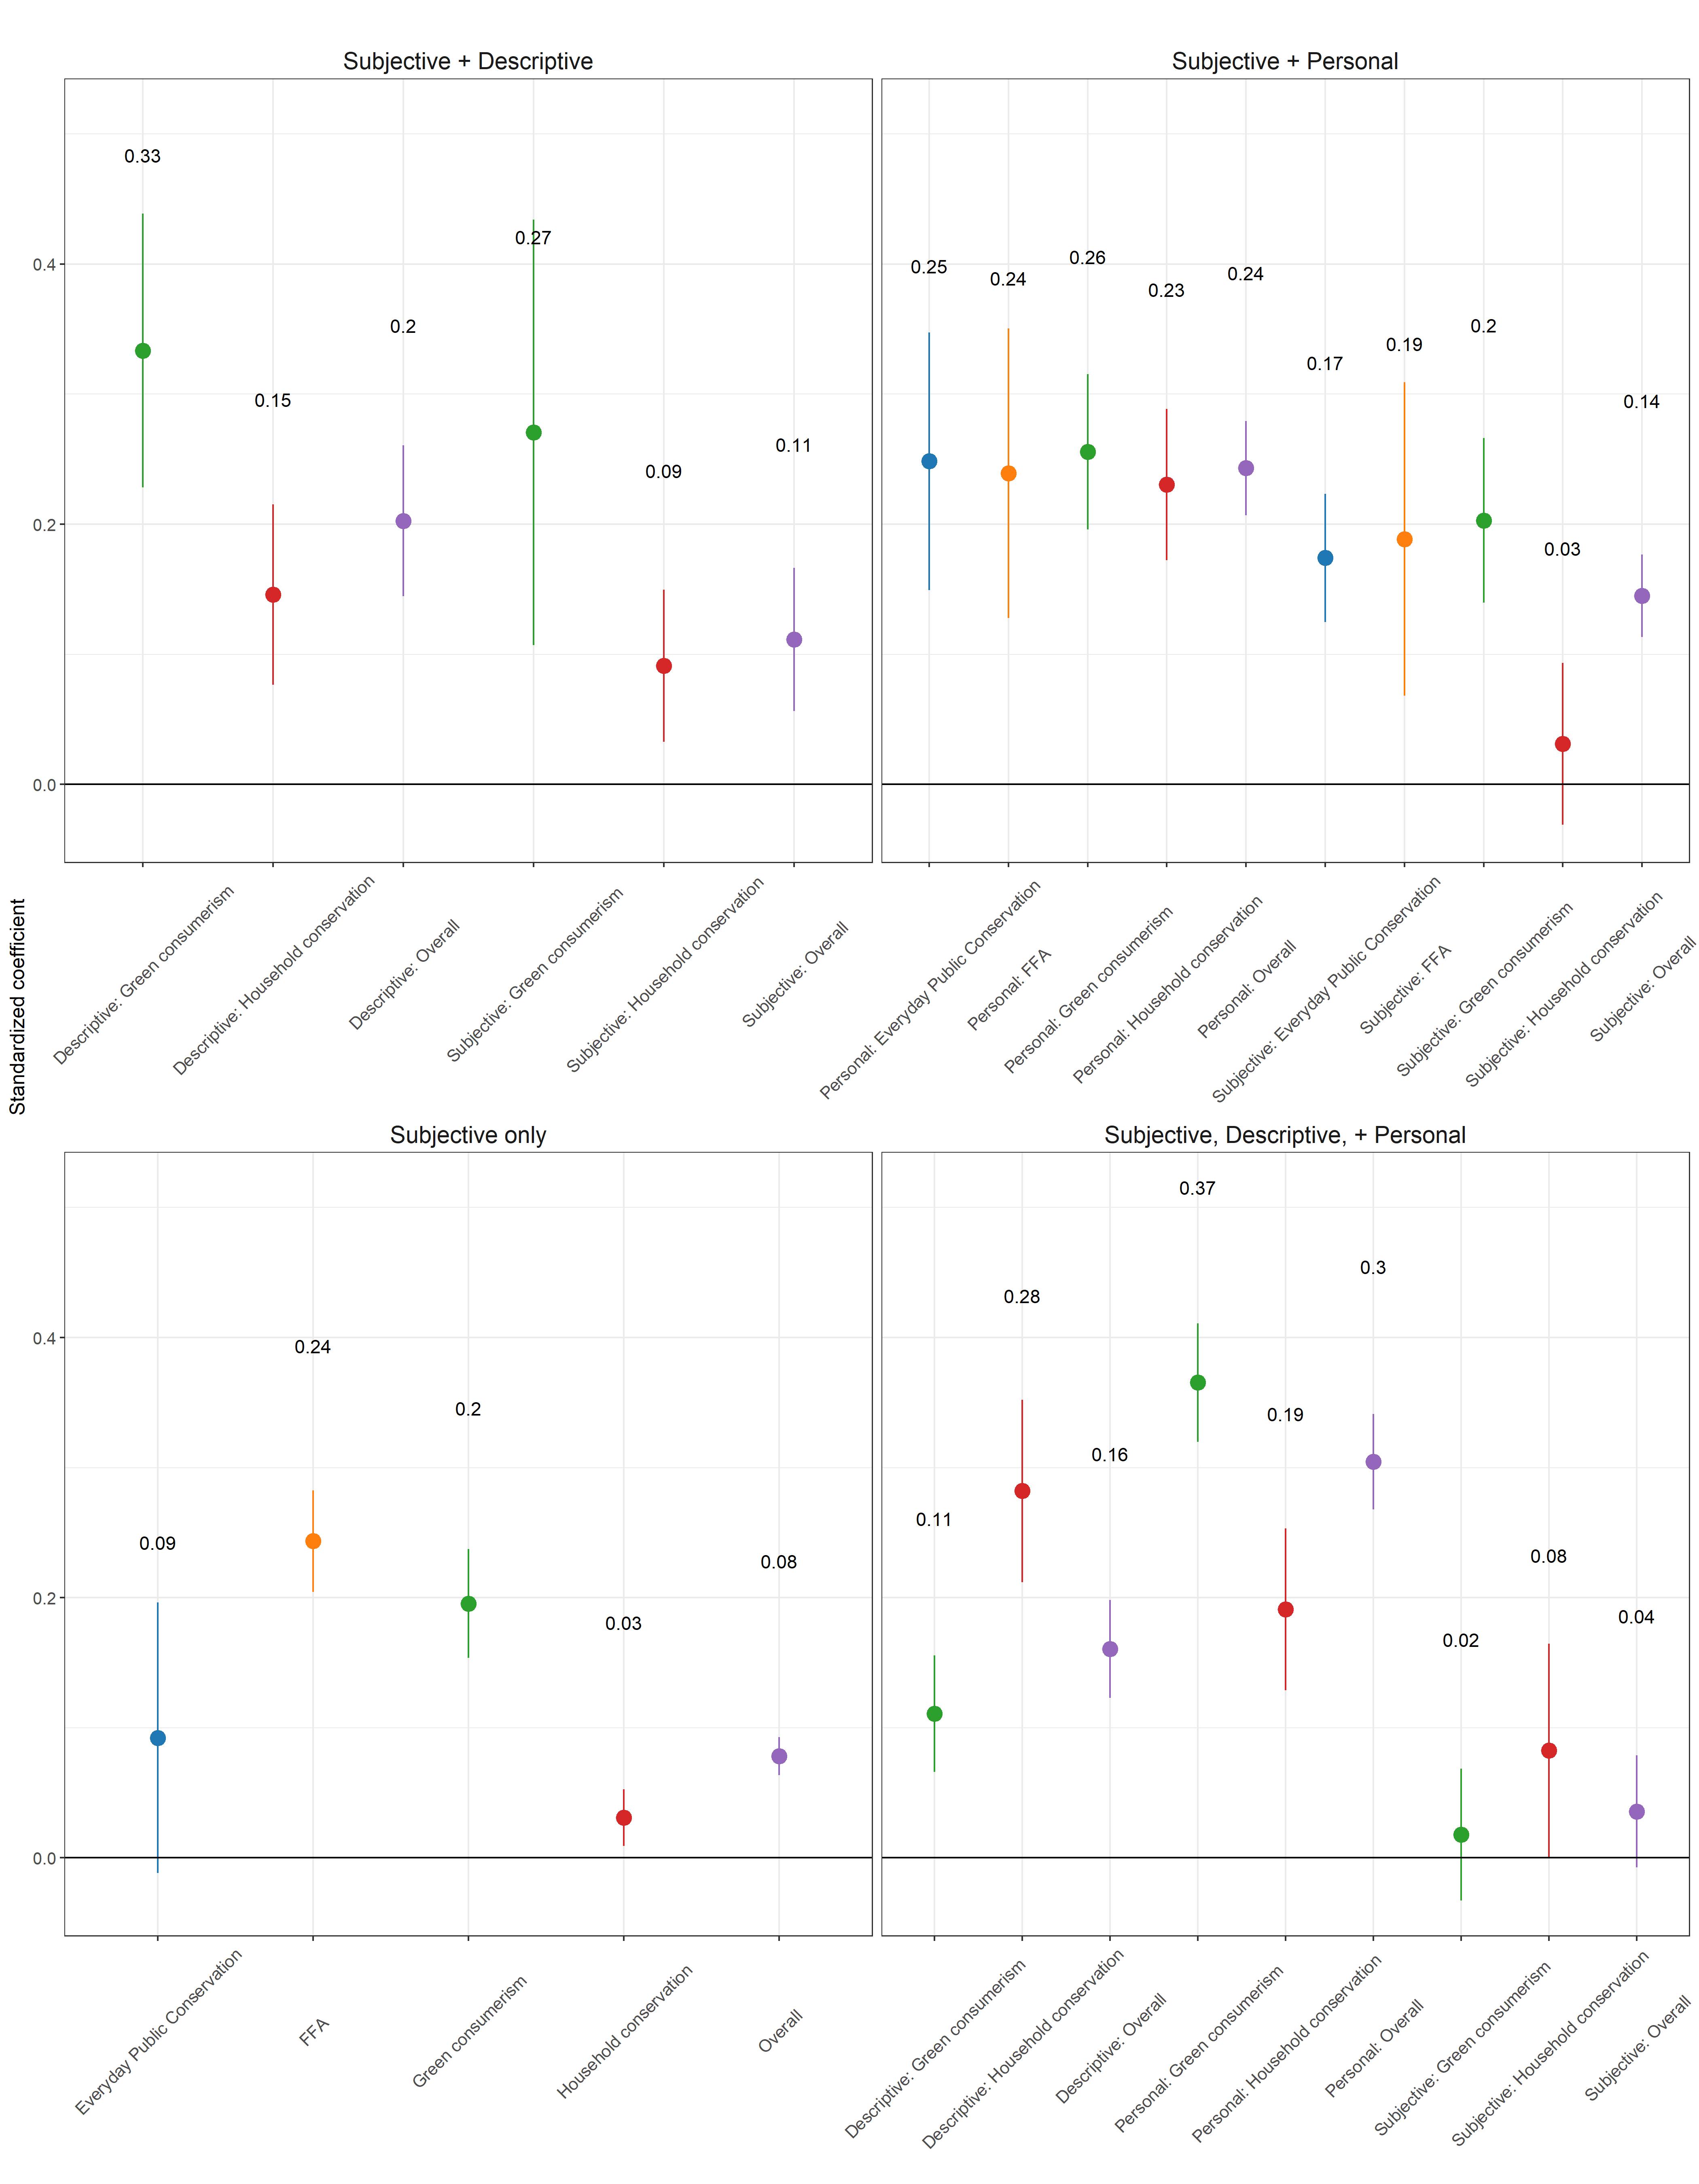 Subjective + Descriptive
Subjective + Personal
0.33
0.27
0.2
0.15
0.09
0.11
0.25
0.24
0.26
0.23
0.24
0.17
0.19
0.2
0.03
0.14
0.4
0.2
0.0
Descriptive: Green consumerism
Descriptive: Household conservation
Descriptive: Overall
Subjective: Green consumerism
Subjective: Household conservation
Subjective: Overall
Personal: Everyday Public Conservation
Personal: FFA
Personal: Green consumerism
Personal: Household conservation
Personal: Overall
Subjective: Everyday Public Conservation
Subjective: FFA
Subjective: Green consumerism
Subjective: Household conservation
Subjective: Overall
Standardized coefficient
Subjective only
Subjective, Descriptive, + Personal
0.09
0.24
0.2
0.03
0.08
0.11
0.28
0.16
0.37
0.19
0.3
0.02
0.08
0.04
0.4
0.2
0.0
Everyday Public Conservation
FFA
Green consumerism
Household conservation
Overall
Descriptive: Green consumerism
Descriptive: Household conservation
Descriptive: Overall
Personal: Green consumerism
Personal: Household conservation
Personal: Overall
Subjective: Green consumerism
Subjective: Household conservation
Subjective: Overall